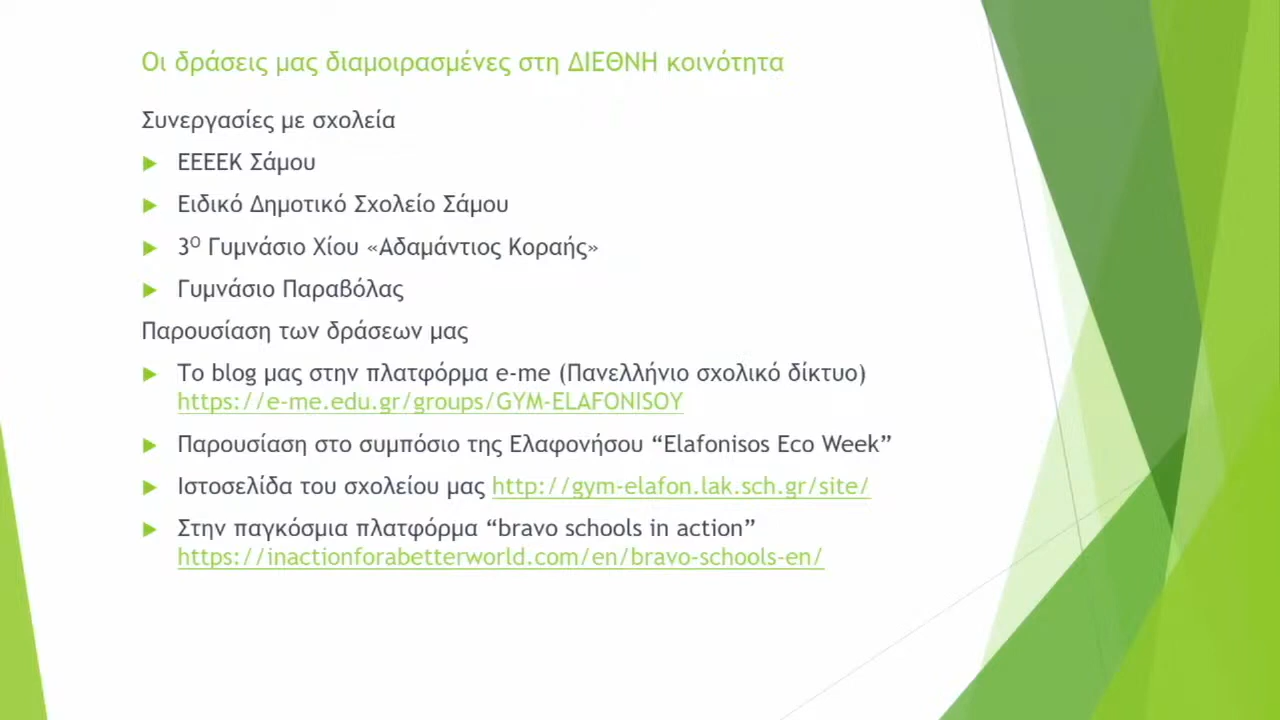 Οι δράσεις μας διαμοιρασμένες στη ΔΙΕΘΝΗ κοινότητα
Συνεργασίες με σχολεία
ΕΕΕΕΚ Σάμου
Ειδικό Δημοτικό Σχολείο Σάμου
3Ο Γυμνάσιο Χίου «Αδαμάντιος Κοραής»
Γυμνάσιο Παραβόλας
Παρουσίαση των δράσεων μας
Το blog μας στην πλατφόρμα e-me (Πανελλήνιο σχολικό δίκτυο)
https://e-me.edu.gr/groups/GYM-ELAFONISOY
Παρουσίαση στο συμπόσιο της Ελαφονήσου “Elafonisos Eco Week”
Ιστοσελίδα του σχολείου μας http://gym-elafon.lak.sch.gr/site/
Στην παγκόσμια πλατφόρμα “bravo schools in action”
https://inactionforabetterworld.com/en/bravo-schools-en/